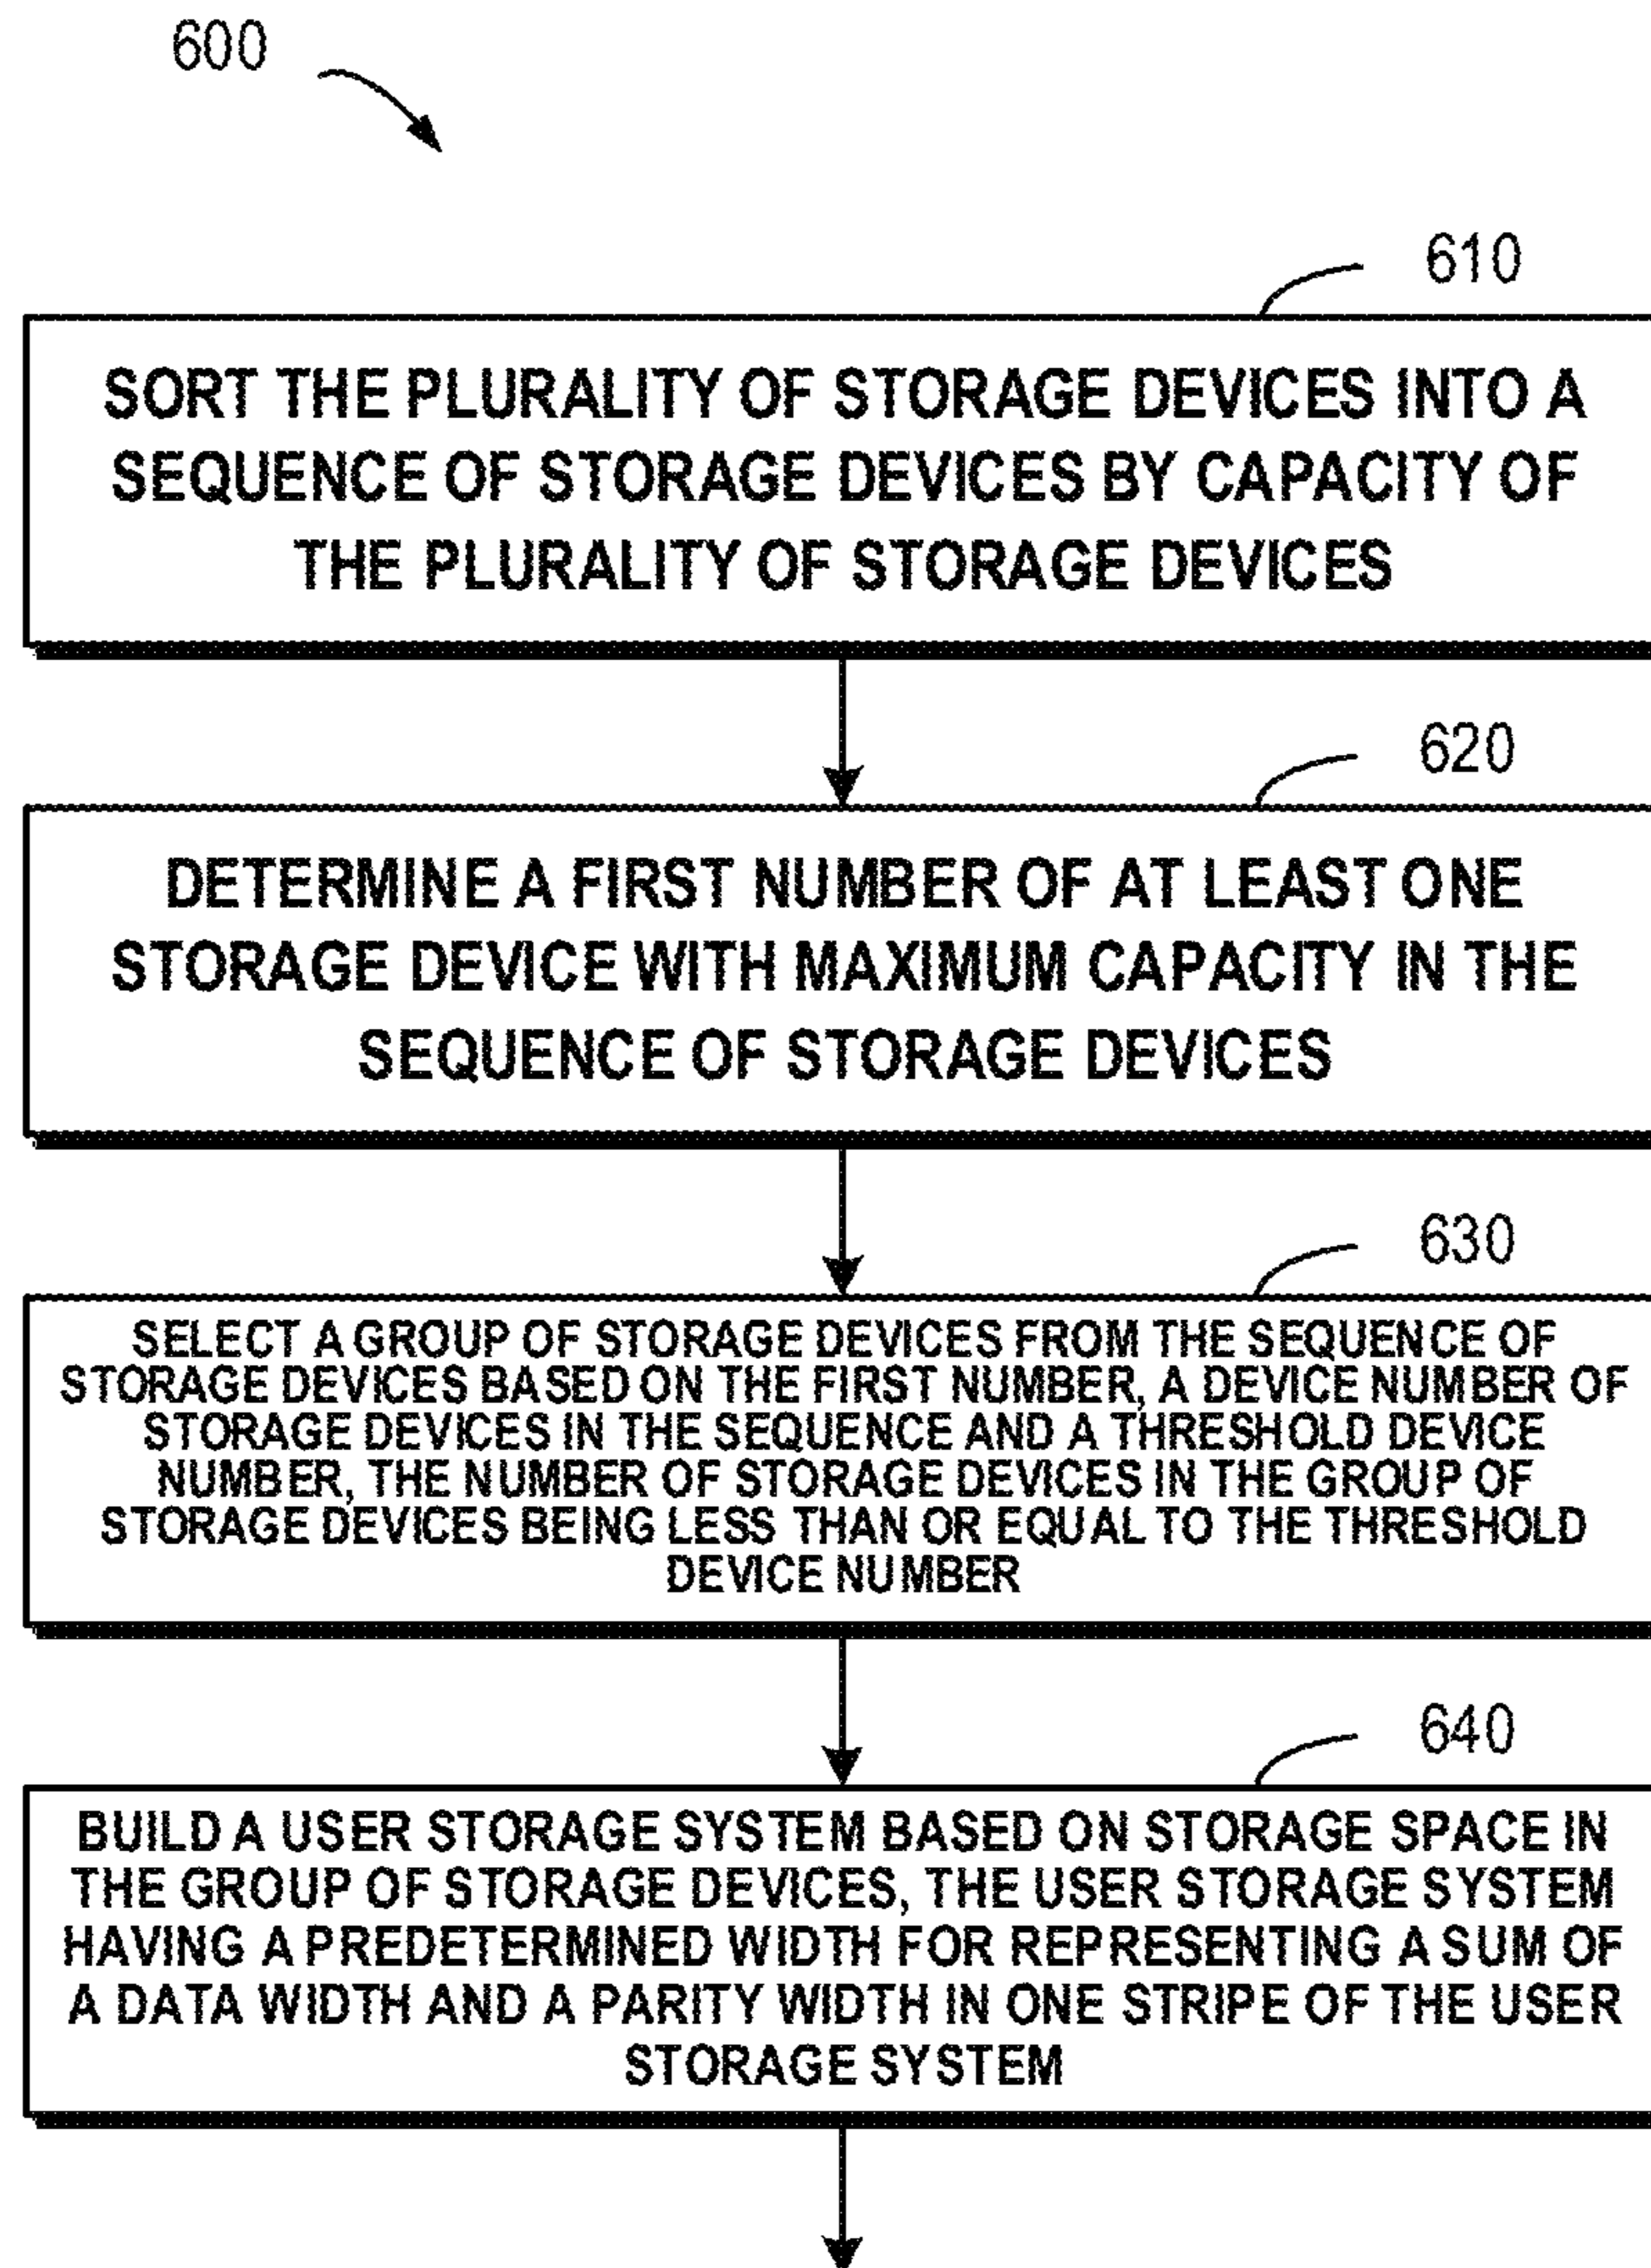 600
610
SORT THE PLURALITY OF STORAGE DEVICES INTO A
SEQUENCE OF STORAGE DEVICES BY CAPACITY OF
THE PLURALITY OF STORAGE DEVICES
620
DETERMINE A FIRST NUMBER OF AT LEAST ONE
STORAGE DEVICE WITH MAXIMUM CAPACITY IN THE
SEQUENCE OF STORAGE DEVICES
630
SELECT A GROUP OF STORAGE DEVICES FROM THE SEQUENCE OF
STORAGE DEVICES BASED ON THE FIRST NUMBER, A DEVICE NUMBER OF
STORAGE DEVICES IN THE SEQUENCE AND A THRESHOLD DEVICE
NUMBER, THE NUMBER OF STORAGE DEVICES IN THE GROUP OF
STORAGE DEVICES BEING LESS THAN OR EQUAL TO THE THRESHOLD
DEVICE NUMBER
640
BUILD A USER STORAGE SYSTEM BASED ON STORAGE SPACE IN
THE GROUP OF STORAGE DEVICES, THE USER STORAGE SYSTEM
HAVING A PREDETERMINED WIDTH FOR REPRESENTING A SUM OF
A DATA WIDTH AND A PARITY WIDTH IN ONE STRIPE OF THE USER
STORAGE SYSTEM